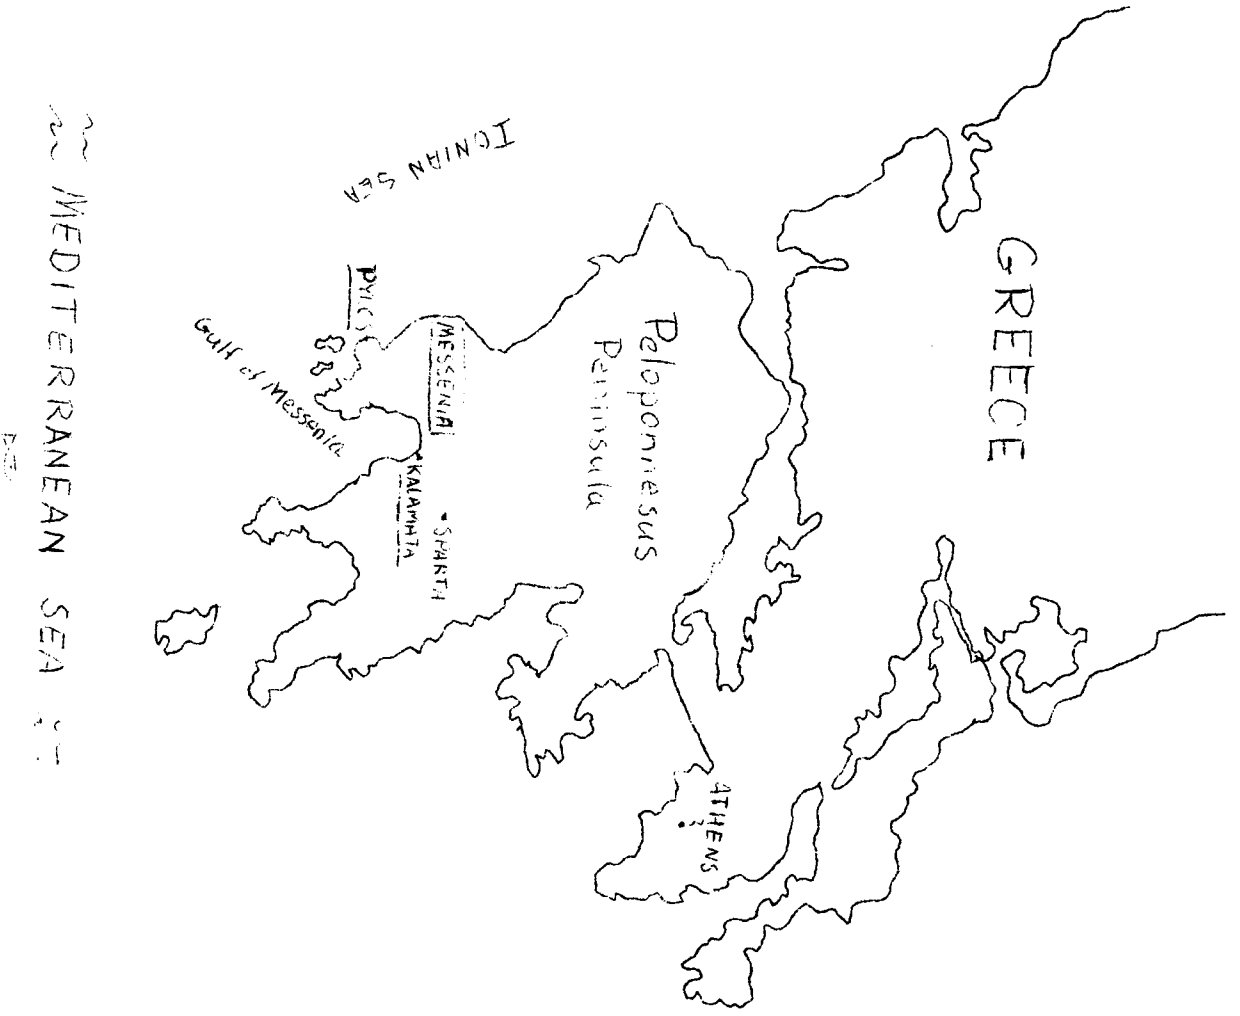 GREECE
IONIAN SEA
Peloponnesus
Peninsula
ATHENS
MESSENIA
SPARTA
KALAMATA
PYLOS
Gulf of Messenia
MEDITERRANEAN SEA